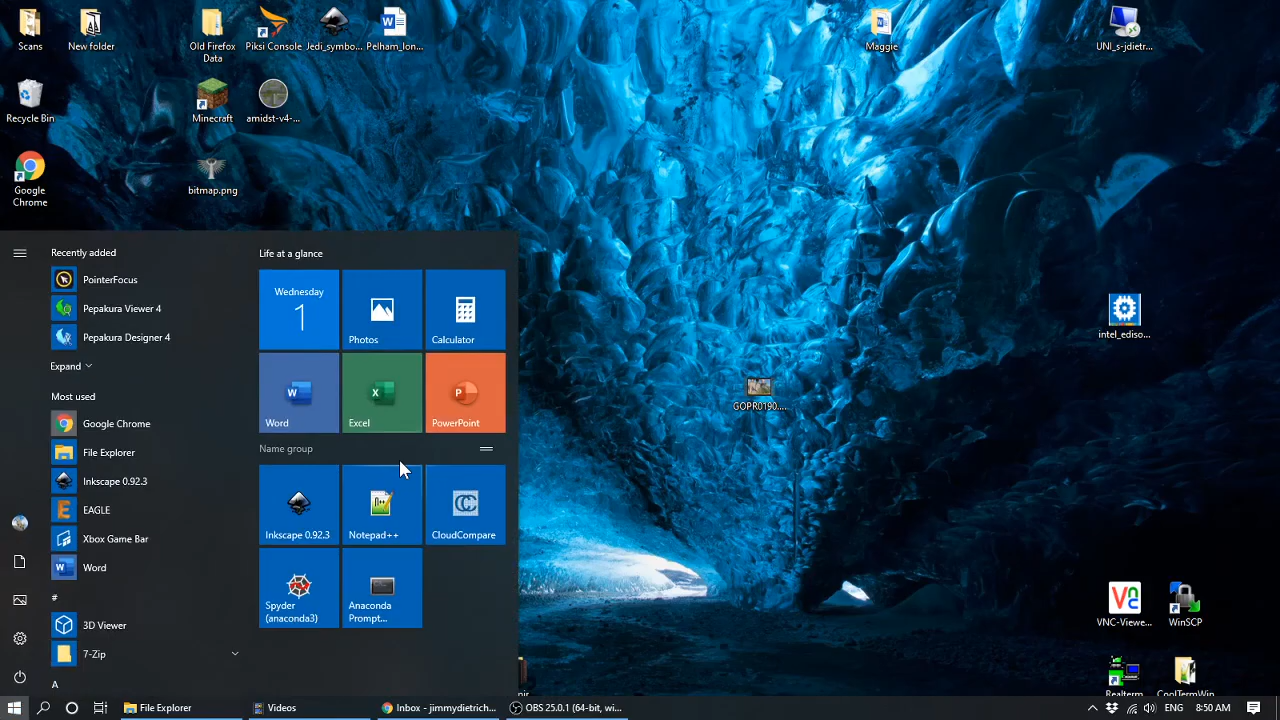 Scans
New folder
Old Firefox
Data
Piksi Console
Jedi_symbo...
Pelham_lon...
Maggie
UNI_s-jdietr...
Recycle Bin
Minecraft
amidst-v4-...
Google
Chrome
bitmap.png
intel_ediso...
GOPR0190....
VNC-Viewe...
WinSCP
Realterm
CoolTermWin
Recently added
PointerFocus
Pepakura Viewer 4
Pepakura Designer 4
Expand
Most used
Google Chrome
File Explorer
Inkscape 0.92.3
EAGLE
Xbox Game Bar
Word
#
3D Viewer
7-Zip
A
Life at a glance
Wednesday
1
Photos
Calculator
Word
Excel
PowerPoint
Name group
Inkscape 0.92.3
Notepad++
CloudCompare
Spyder
(anaconda3)
Anaconda
Prompt...
File Explorer
Videos
Inbox - jimmydietrich...
OBS 25.0.1 (64-bit, wi...
ENG
8:50 AM